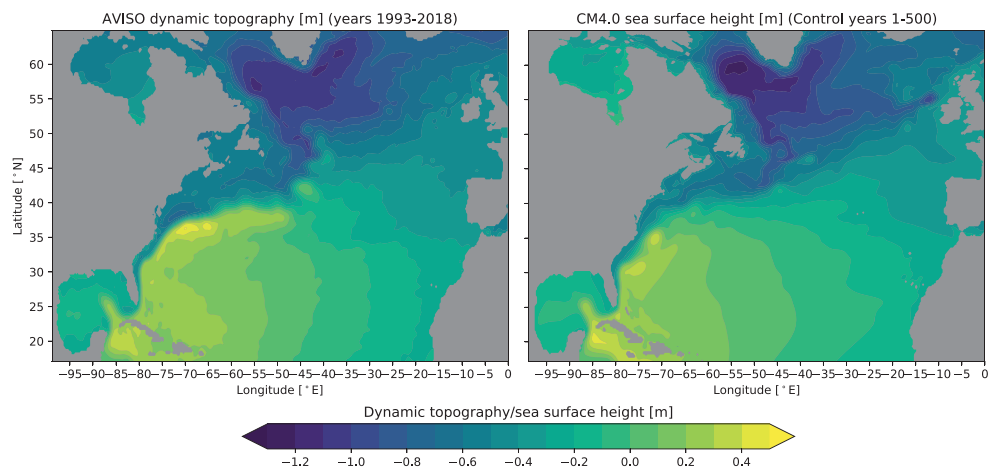 AVISO dynamic topography [m] (years 1993-2018)
CM4.0 sea surface height [m] (Control years 1-500)
Latitude [°N]
60
55
50
45
40
35
30
25
20
−95−90−85−80−75−70−65−60−55−50−45−40−35−30−25−20−15−10−5 0
−95−90−85−80−75−70−65−60−55−50−45−40−35−30−25−20−15−10−5 0
Longitude [°E]
Longitude [°E]
Dynamic topography/sea surface height [m]
−1.2 −1.0 −0.8 −0.6 −0.4 −0.2 0.0 0.2 0.4